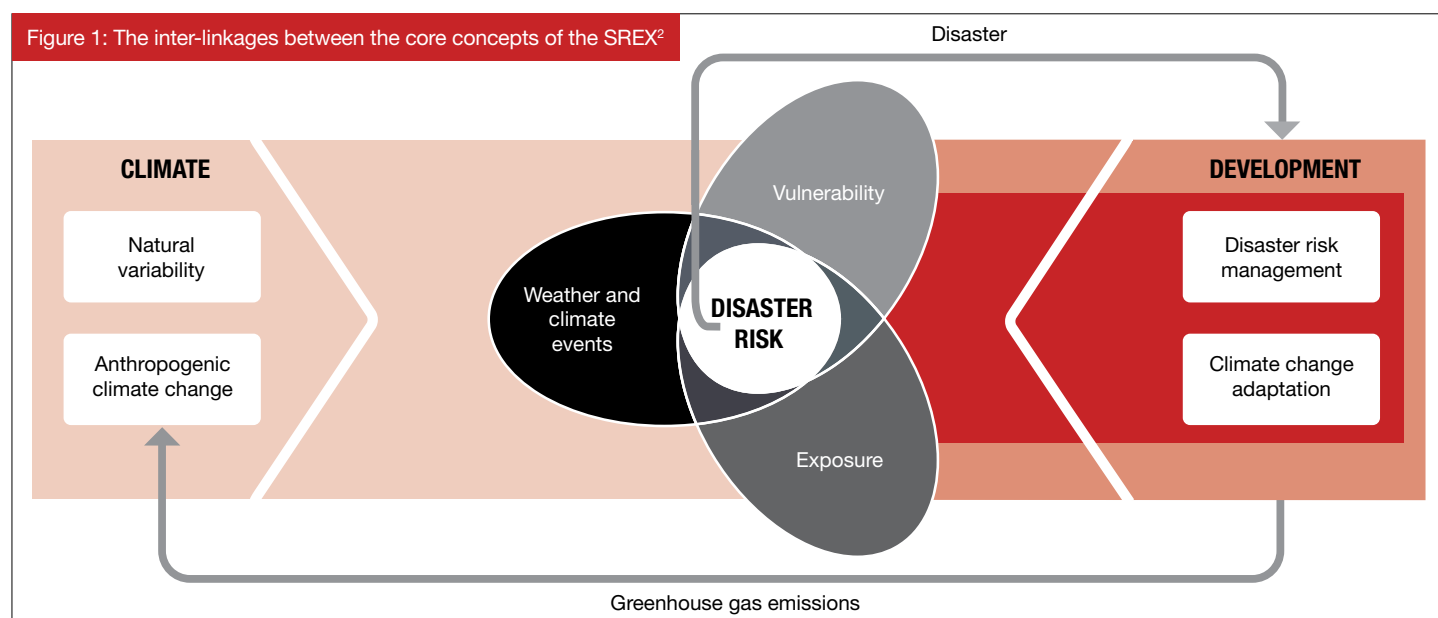 Figure 1: The inter-linkages between the core concepts of the SREX²
Disaster
CLIMATE
Natural
variability
Anthropogenic
climate change
Weather and
climate
events
Vulnerability
DISASTER
RISK
Exposure
DEVELOPMENT
Disaster risk
management
Climate change
adaptation
Greenhouse gas emissions